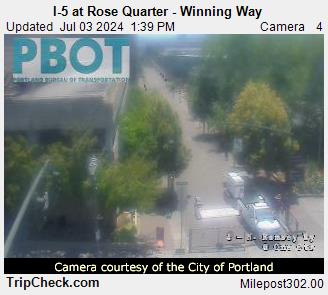 I-5 at Rose Quarter - Winning Way
Updated Jul 03 2024 1:39 PM Camera 4
PBOT
PORTLAND BUREAU OF TRANSPORTATION
Camera courtesy of the City of Portland
TripCheck.com Milepost302.00